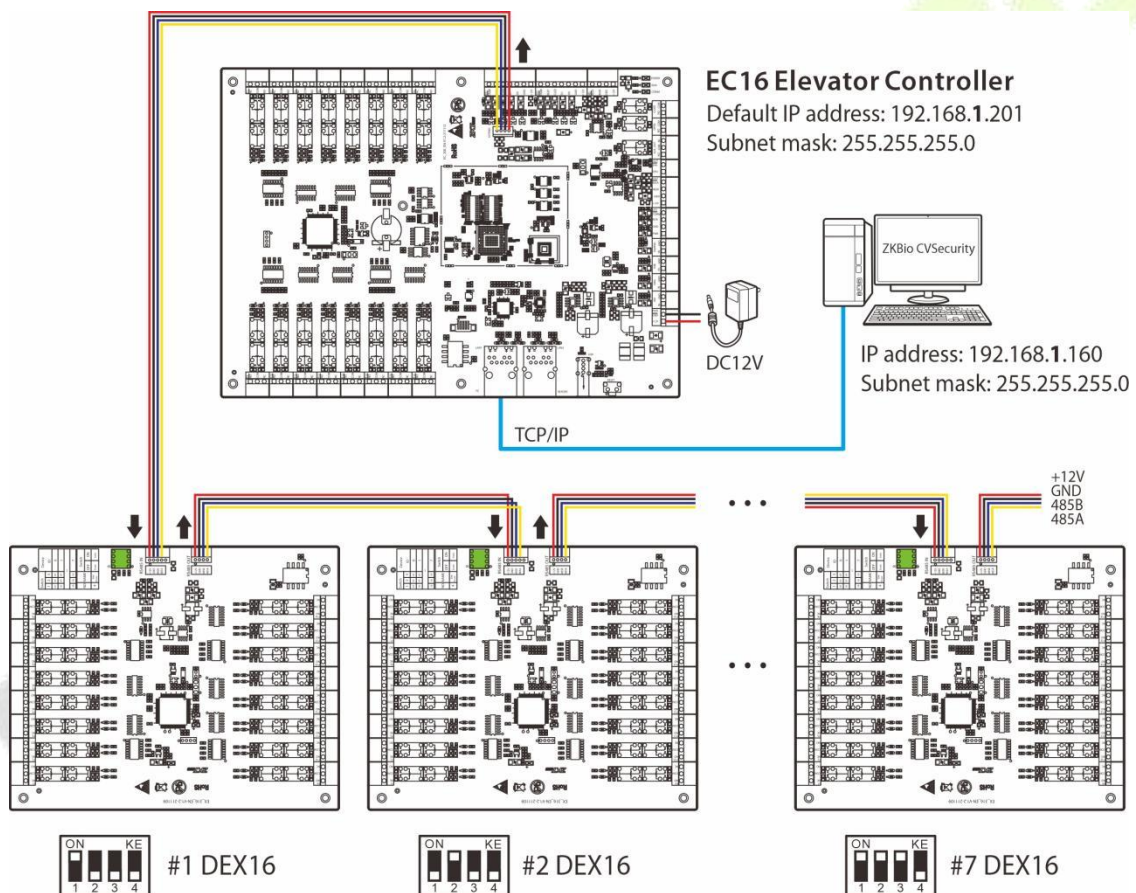 EC16 Elevator Controller
Default IP address: 192.168.1.201
Subnet mask: 255.255.255.0
ZKBio CVSecurity
DC12V
IP address: 192.168.1.160
Subnet mask: 255.255.255.0
TCP/IP
+12V
GND
485B
485A
• • •
• • •
ON KE
1 2 3 4
#1 DEX16
ON KE
1 2 3 4
#2 DEX16
ON KE
1 2 3 4
#7 DEX16